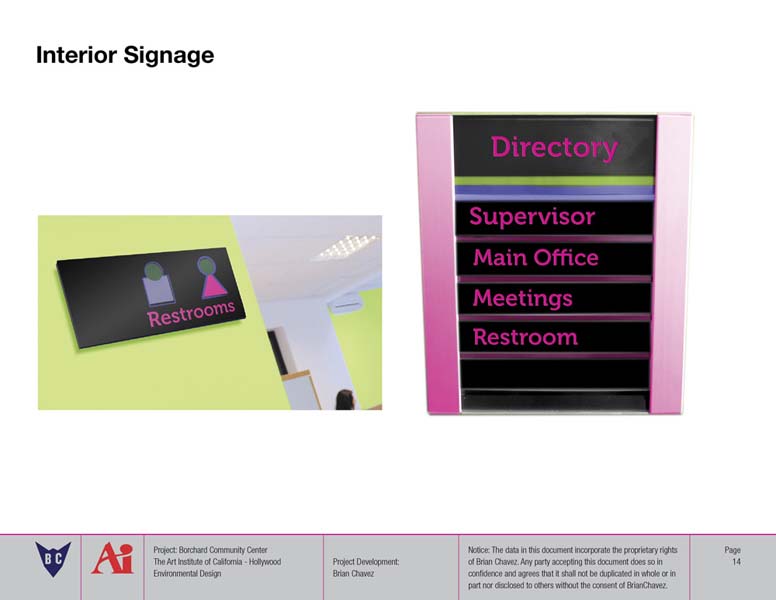 Interior Signage
Restrooms
Directory
Supervisor
Main Office
Meetings
Restroom
B C
Ai
Project: Borchard Community Center
The Art Institute of California - Hollywood
Environmental Design
Project Development:
Brian Chavez
Notice: The data in this document incorporate the proprietary rights
of Brian Chavez. Any party accepting this document does so in
confidence and agrees that it shall not be duplicated in whole or in
part nor disclosed to others without the consent of BrianChavez.
Page
14